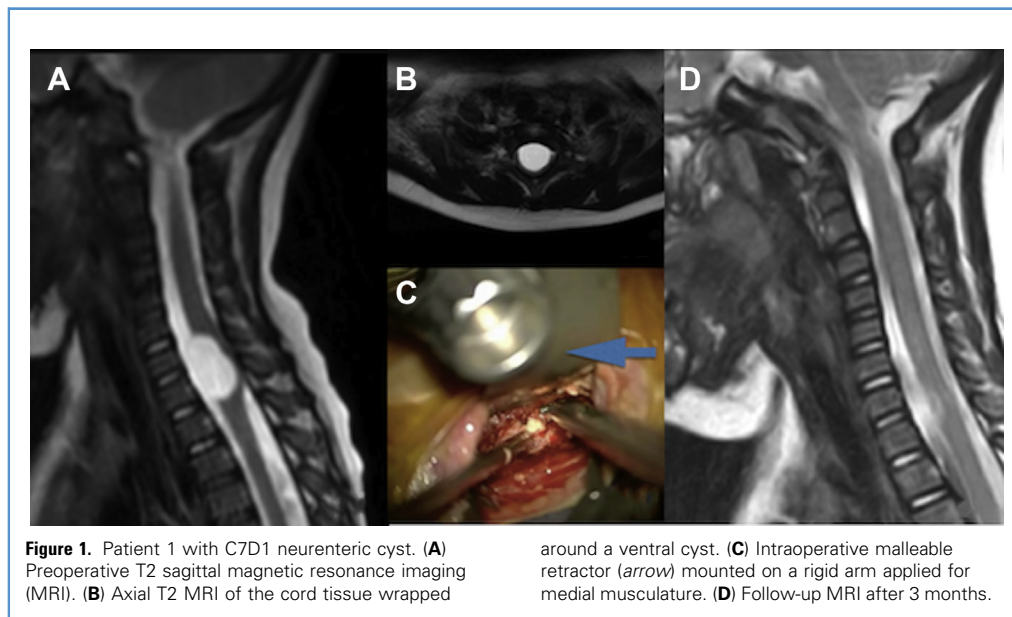 A
B
C
D
Figure 1. Patient 1 with C7D1 neurenteric cyst. (A)
Preoperative T2 sagittal magnetic resonance imaging
(MRI). (B) Axial T2 MRI of the cord tissue wrapped
around a ventral cyst. (C) Intraoperative malleable
retractor (arrow) mounted on a rigid arm applied for
medial musculature. (D) Follow-up MRI after 3 months.